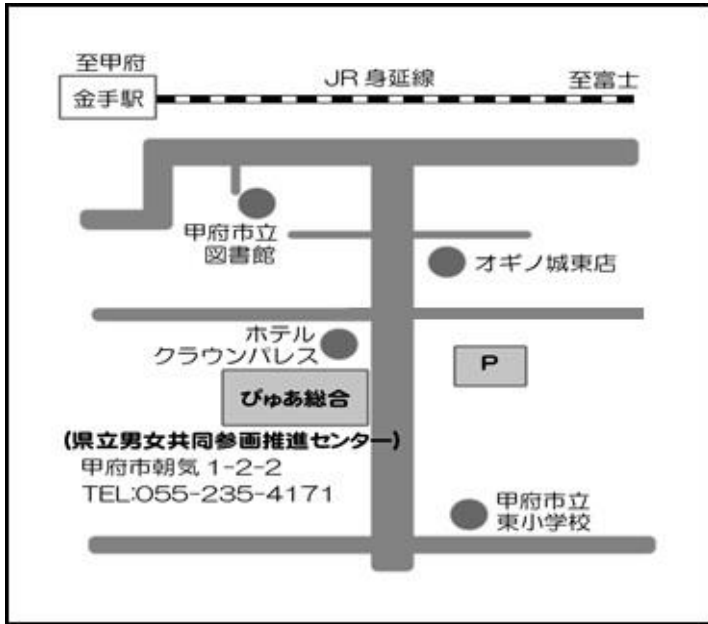 至甲府
金手駅
JR 身延線
至富士
甲府市立
図書館
オギノ城東店
ホテル
クラウンパレス
P
ぴゅあ総合
(県立男女共同参画推進センター)
甲府市朝気 1-2-2
TEL:055-235-4171
甲府市立
東小学校